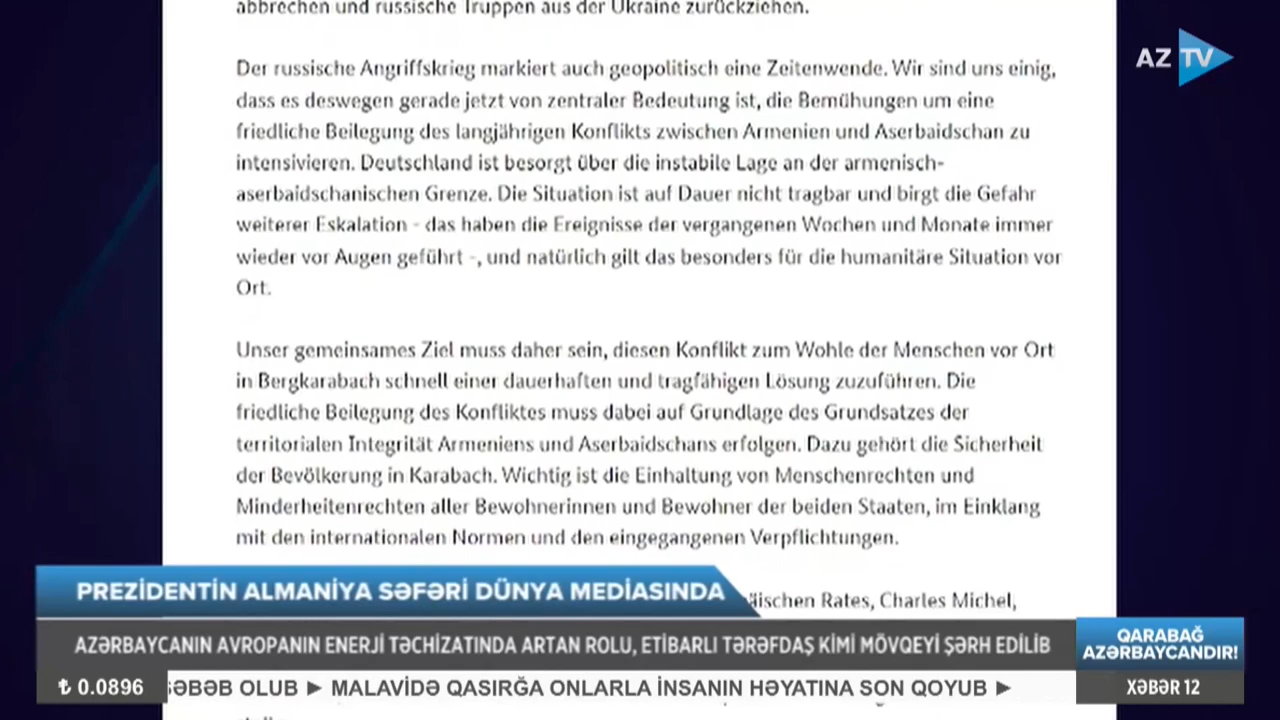 abbrechen und russische Truppen aus der Ukraine zurückziehen.
AZ TV
Der russische Angriffskrieg markiert auch geopolitisch eine Zeitenwende. Wir sind uns einig,
dass es deswegen gerade jetzt von zentraler Bedeutung ist, die Bemühungen um eine
friedliche Beilegung des langjährigen Konflikts zwischen Armenien und Aserbaidschan zu
intensivieren. Deutschland ist besorgt über die instabile Lage an der armenisch-
aserbaidschanischen Grenze. Die Situation ist auf Dauer nicht tragbar und birgt die Gefahr
weiterer Eskalation - das haben die Ereignisse der vergangenen Wochen und Monate immer
wieder vor Augen geführt -, und natürlich gilt das besonders für die humanitäre Situation vor
Ort.
Unser gemeinsames Ziel muss daher sein, diesen Konflikt zum Wohle der Menschen vor Ort
in Bergkarabach schnell einer dauerhaften und tragfähigen Lösung zuzuführen. Die
friedliche Beilegung des Konfliktes muss dabei auf Grundlage des Grundsatzes der
territorialen Integrität Armeniens und Aserbaidschans erfolgen. Dazu gehört die Sicherheit
der Bevölkerung in Karabach. Wichtig ist die Einhaltung von Menschenrechten und
Minderheitenrechten aller Bewohnerinnen und Bewohner der beiden Staaten, im Einklang
mit den internationalen Normen und den eingegangenen Verpflichtungen.
PREZİDENTİN ALMANİYA SƏFƏRİ DÜNYA MEDİASINDA
äischen Rates, Charles Michel,
AZƏRBAYCANIN AVROPANIN ENERJİ TƏCHİZATINDA ARTAN ROLU, ETİBARLI TƏRƏFDAŞ KİMİ MÖVQEYİ ŞƏRH EDİLİB
QARABAĞ
AZƏRBAYCANDIR!
₺ 0.0896
SƏBƏB OLUB ► MALAVİDƏ QASIRĞA ONLARLA İNSANIN HƏYATINA SON QOYUB ►
XƏBƏR 12